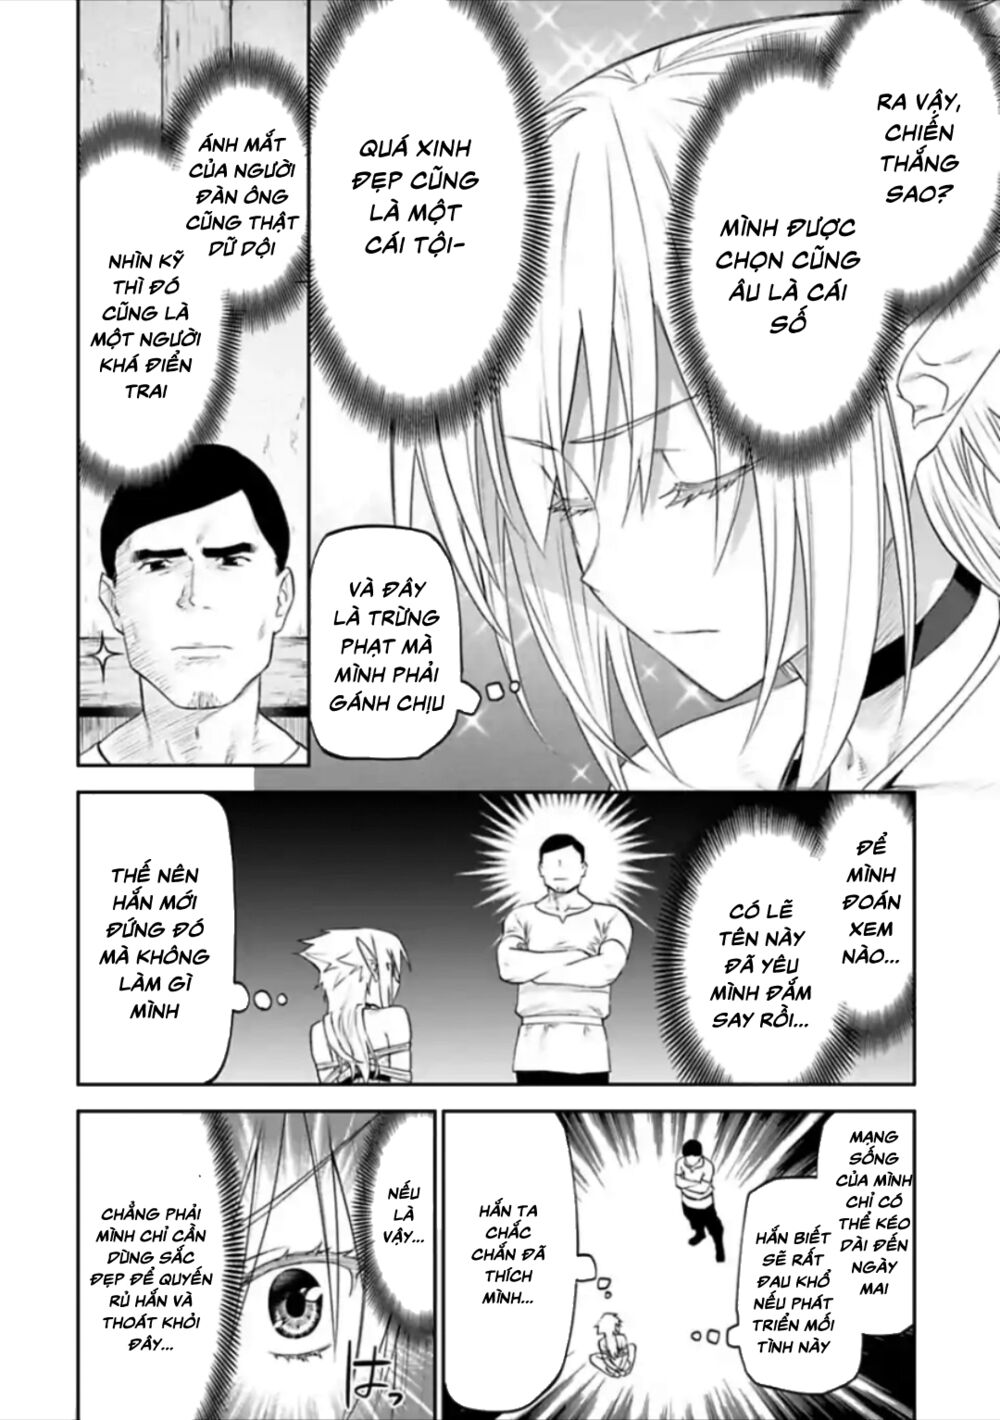 RA VẬY,
CHIẾN
THẮNG
SAO?
MÌNH ĐƯỢC
CHỌN CŨNG
ÂU LÀ CÁI
SỐ
QUÁ XINH
ĐẸP CŨNG
LÀ MỘT
CÁI TỘI-
VÀ ĐÂY
LÀ TRỪNG
PHẠT MÀ
MÌNH PHẢI
GÁNH CHỊU
ÁNH MẮT
CỦA NGƯỜI
ĐÀN ÔNG
CŨNG THẬT
DỮ DỘI
NHÌN KỸ
THÌ ĐÓ
CŨNG LÀ
MỘT NGƯỜI
KHÁ ĐIỂN
TRAI
ĐỂ
MÌNH
ĐOÁN
XEM
NÀO...
CÓ LẼ
TÊN NÀY
ĐÃ YÊU
MÌNH ĐẮM
SAY RỒI...
THẾ NÊN
HẮN MỚI
ĐỨNG ĐÓ
MÀ KHÔNG
LÀM GÌ
MÌNH
MẠNG
SỐNG
CỦA MÌNH
CHỈ CÓ
THỂ KÉO
DÀI ĐẾN
NGÀY
MAI
HẮN BIẾT
SẼ RẤT
ĐAU KHỔ
NẾU PHÁT
TRIỂN MỐI
TÌNH NÀY
HẮN TA
CHẮC
CHẮN ĐÃ
THÍCH
MÌNH...
NẾU
LÀ
VẬY...
CHẲNG PHẢI
MÌNH CHỈ CẦN
DÙNG SẮC
ĐẸP ĐỂ QUYẾN
RỦ HẮN VÀ
THOÁT KHỎI
ĐÂY...
はっ